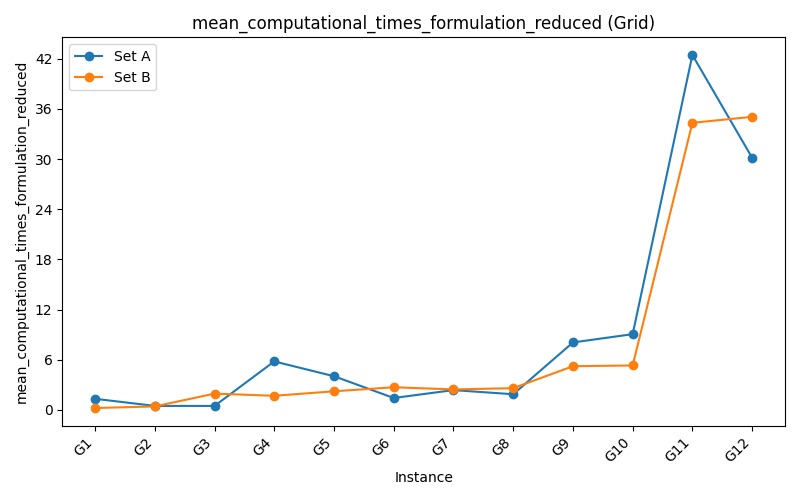 mean_computational_times_formulation_reduced (Grid)
Set A
Set B
mean_computational_times_formulation_reduced
42
36
30
24
18
12
6
0
G1 G2 G3 G4 G5 G6 G7 G8 G9 G10 G11 G12
Instance